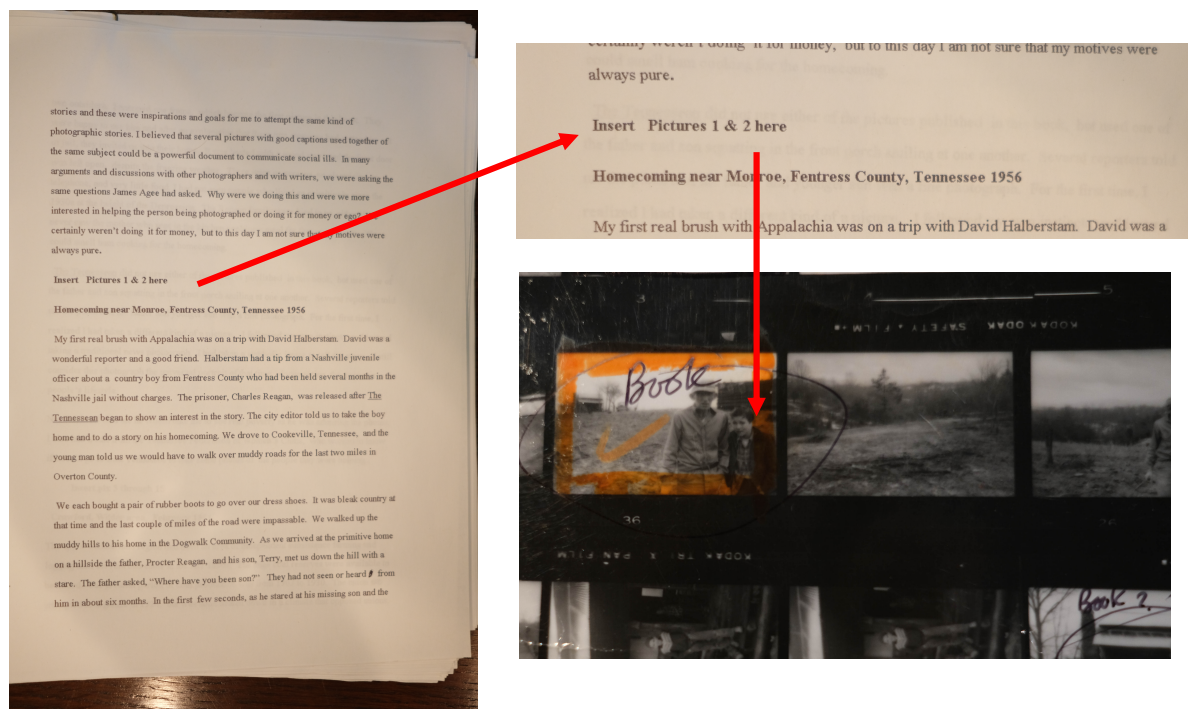 stories and these were inspirations and goals for me to attempt the same kind of
photographic stories. I believed that several pictures with good captions used together of
the same subject could be a powerful document to communicate social ills. In many
arguments and discussions with other photographers and with writers, we were asking the
same questions James Agee had asked. Why were we doing this and were we more
interested in helping the person being photographed or doing it for money or ego?
certainly weren't doing it for money, but to this day I am not sure that my motives were
always pure.
Insert Pictures 1 & 2 here
Homecoming near Monroe, Fentress County, Tennessee 1956
My first real brush with Appalachia was on a trip with David Halberstam. David was a
wonderful reporter and a good friend. Halberstam had a tip from a Nashville juvenile
officer about a country boy from Fentress County who had been held several months in the
Nashville jail without charges. The prisoner, Charles Reagan, was released after The
Tennessean began to show an interest in the story. The city editor told us to take the boy
home and to do a story on his homecoming. We drove to Cookeville, Tennessee, and the
young man told us we would have to walk over muddy roads for the last two miles in
Overton County.
We each bought a pair of rubber boots to go over our dress shoes. It was bleak country at
that time and the last couple of miles of the road were impassable. We walked up the
muddy hills to his home in the Dogwalk Community. As we arrived at the primitive home
on a hillside the father, Procter Reagan, and his son, Terry, met us down the hill with a
stare. The father asked, "Where have you been son?" They had not seen or heard from
him in about six months. In the first few seconds, as he stared at his missing son and the
certainly weren't doing it for money, but to this day I am not sure that my motives were
always pure.
Insert Pictures 1 & 2 here
Homecoming near Monroe, Fentress County, Tennessee 1956
My first real brush with Appalachia was on a trip with David Halberstam. David was a
3
5
KODAK SAFETY FILM
Book
36
36
KODAK TRI X PAN FILM
Book 2